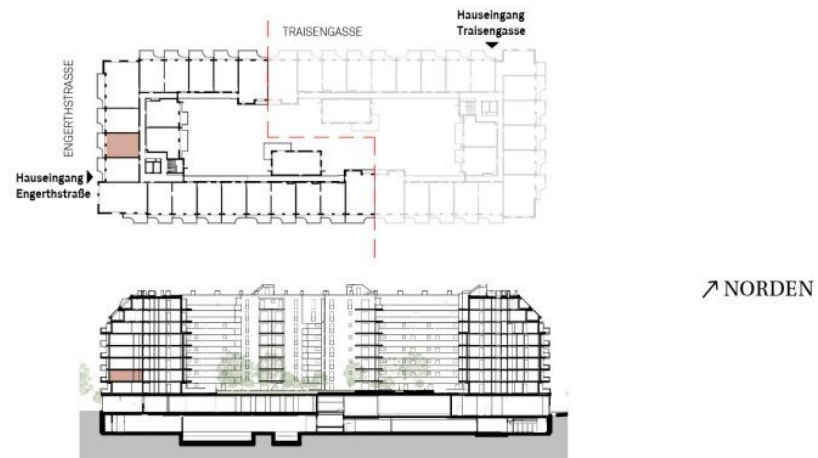 Hauseingang
Traisengasse
TRAISENGASSE
ENGERTHSTRASSE
Hauseingang
Engerthstraße
↗ NORDEN